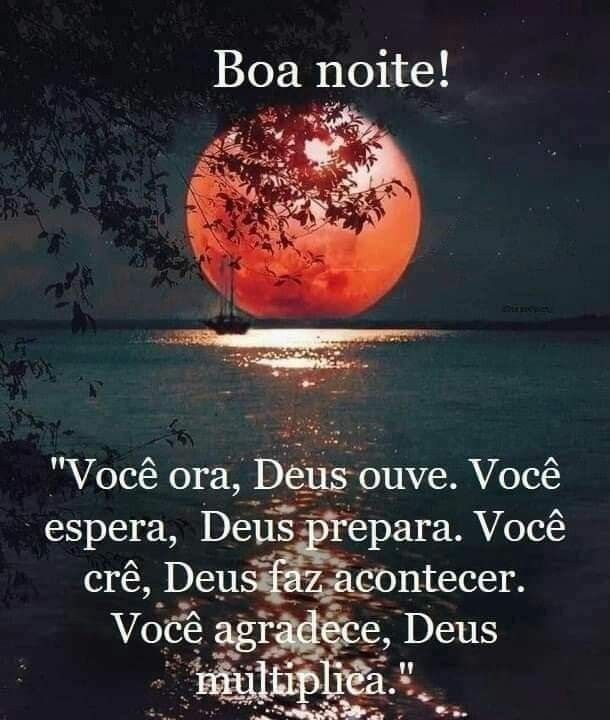 Boa noite!
"Você ora, Deus ouve. Você
espera, Deus prepara. Você
crê, Deus faz acontecer.
Você agradece, Deus
multiplica."